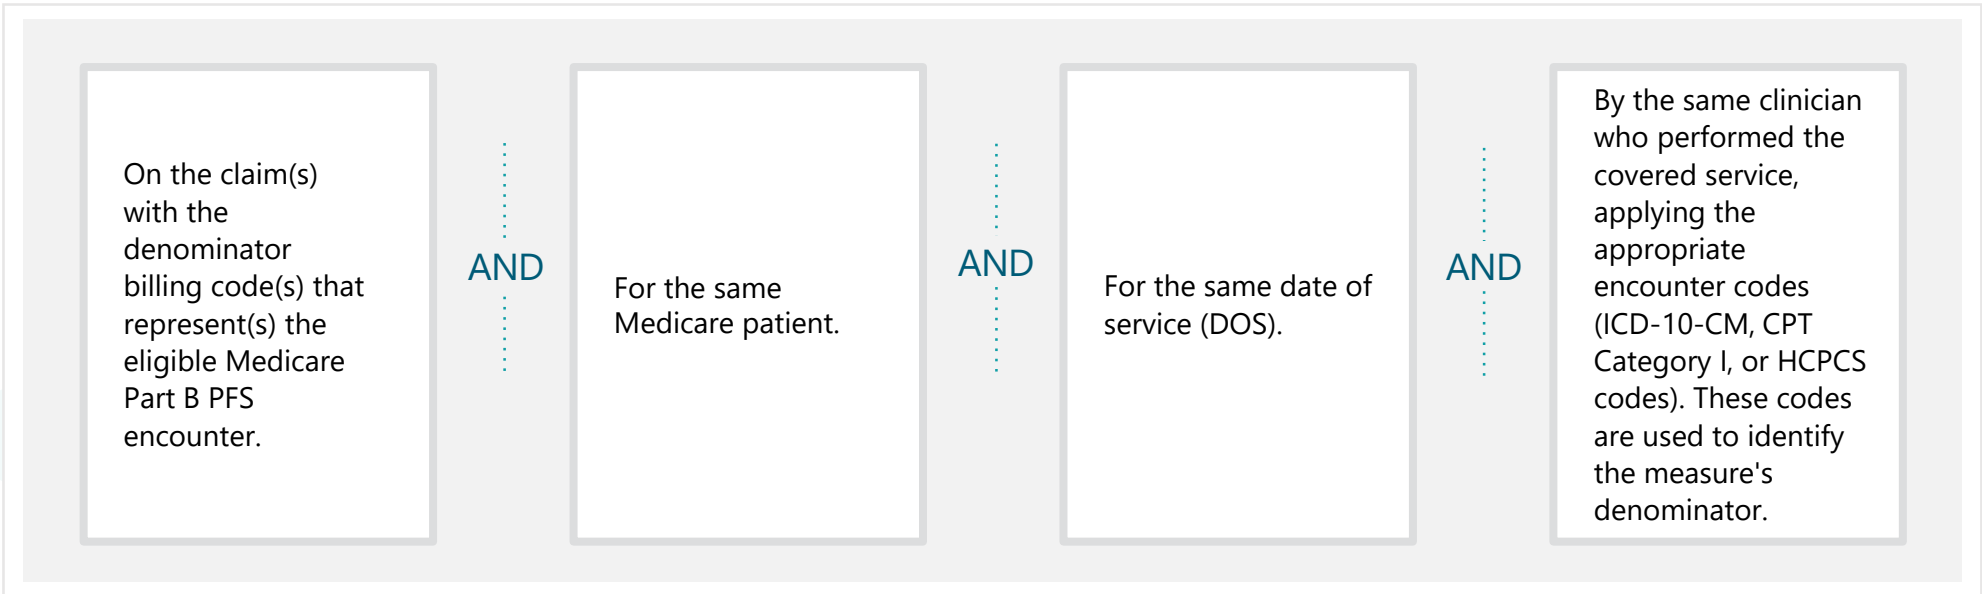 On the claim(s)
with the
denominator
billing code(s) that
represent(s) the
eligible Medicare
Part B PFS
encounter.
AND
For the same
Medicare patient.
AND
For the same date of
service (DOS).
AND
By the same clinician
who performed the
covered service,
applying the
appropriate
encounter codes
(ICD-10-CM, CPT
Category I, or HCPCS
codes). These codes
are used to identify
the measure's
denominator.